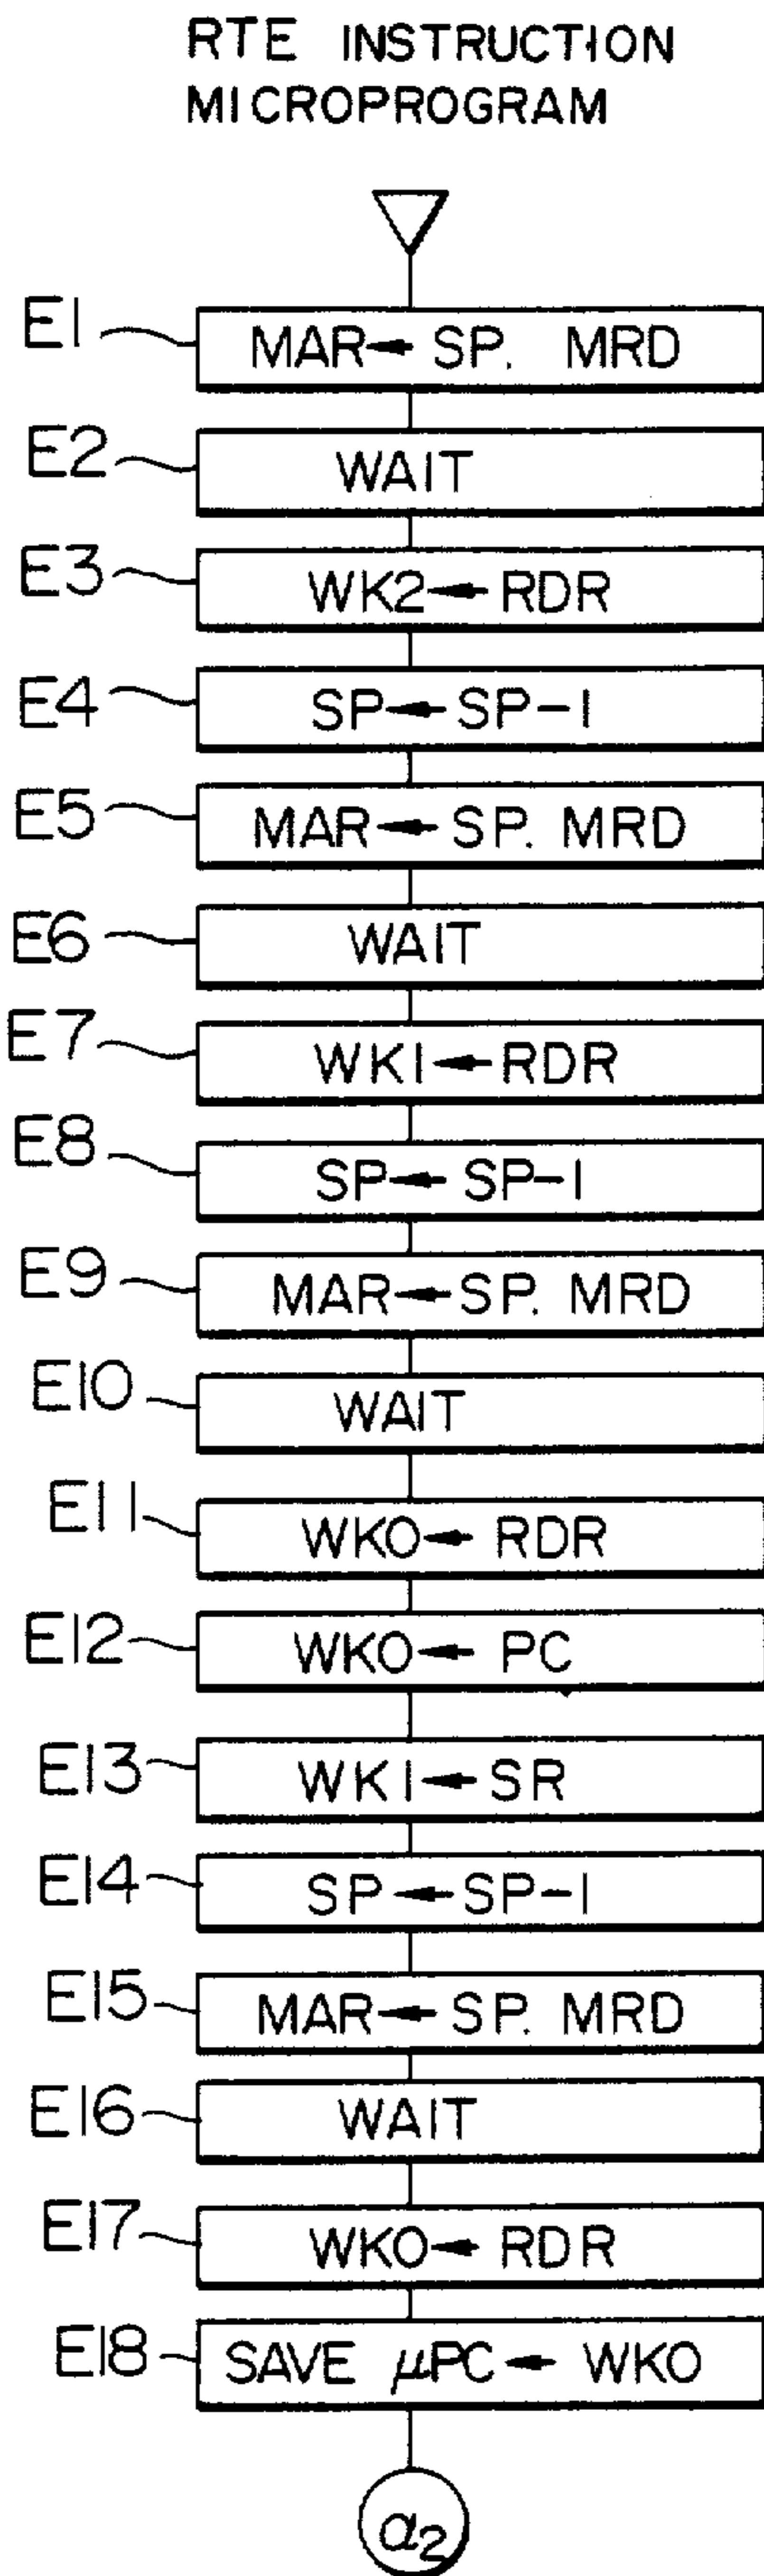 RTE INSTRUCTION
MICROPROGRAM
E1 MAR← SP. MRD
E2 WAIT
E3 WK2← RDR
E4 SP← SP-1
E5 MAR← SP. MRD
E6 WAIT
E7 WK1← RDR
E8 SP← SP-1
E9 MAR← SP. MRD
E10 WAIT
E11 WK0← RDR
E12 WK0← PC
E13 WK1← SR
E14 SP← SP-1
E15 MAR← SP. MRD
E16 WAIT
E17 WK0← RDR
E18 SAVE μPC← WK0
α2